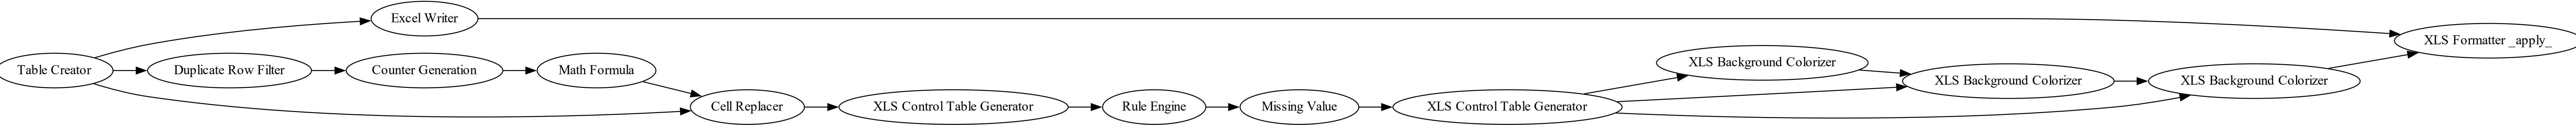 Excel Writer
XLS Formatter _apply_
Table Creator
Duplicate Row Filter
Counter Generation
Math Formula
XLS Background Colorizer
XLS Background Colorizer
XLS Background Colorizer
Cell Replacer
XLS Control Table Generator
Rule Engine
Missing Value
XLS Control Table Generator